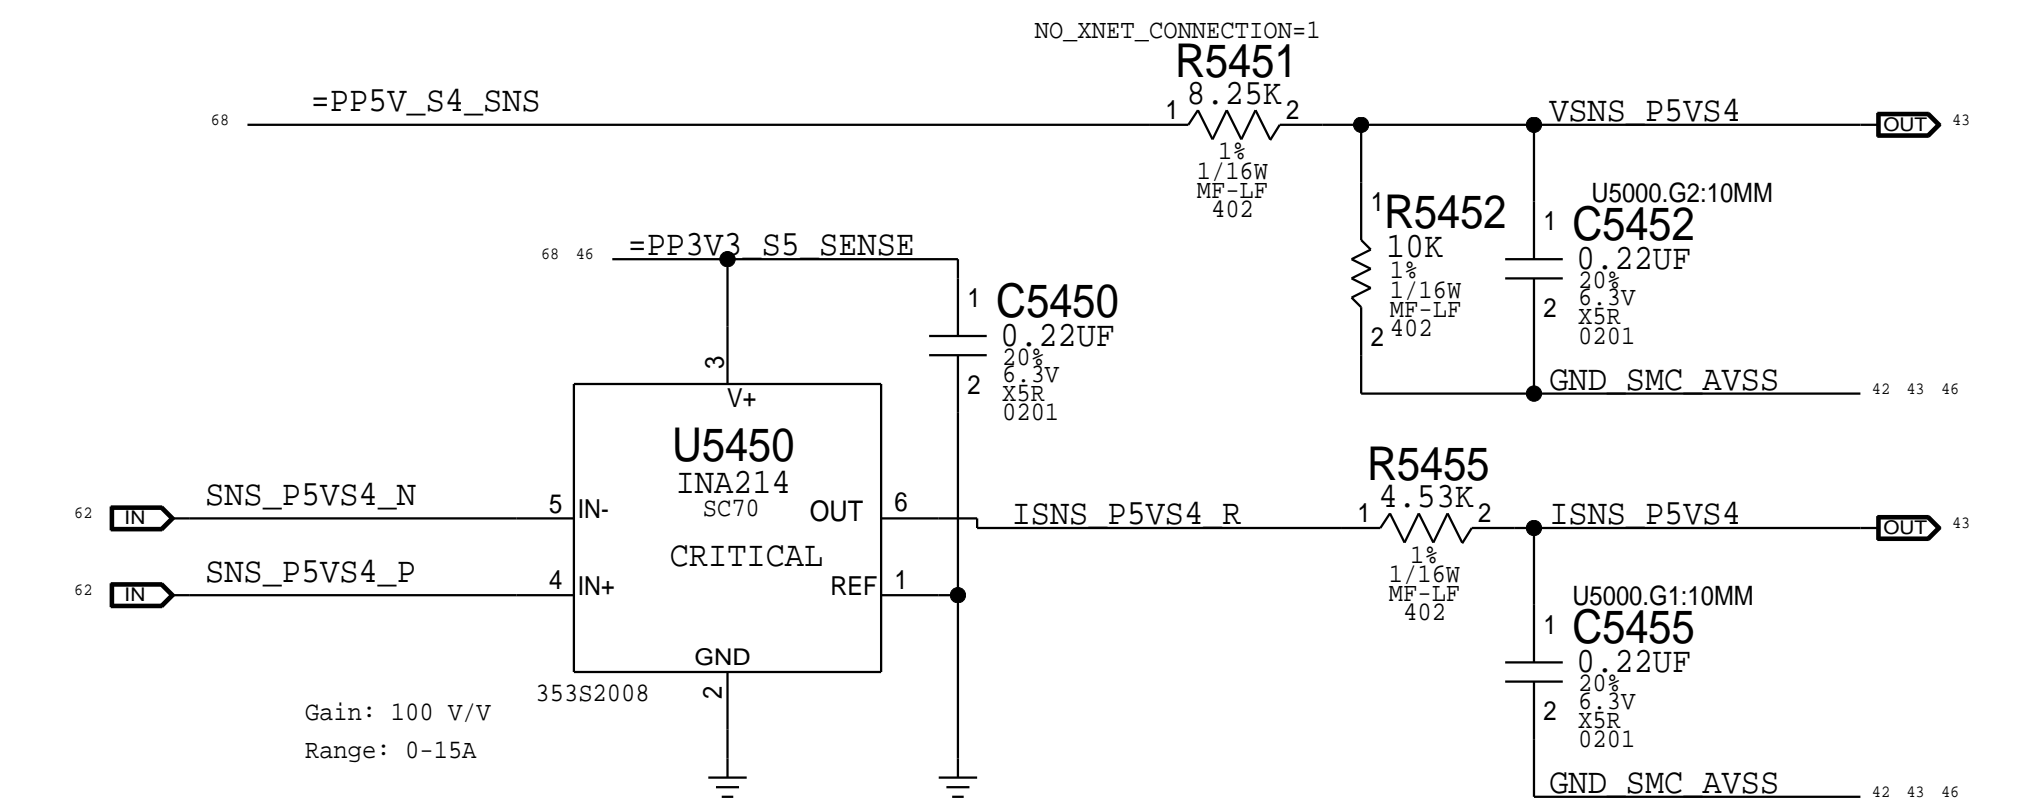 NO_XNET_CONNECTION=1
R5451
8.25K
1 2
1%
1/16W
MF-LF
402
68 =PP5V_S4_SNS
VSNS_P5VS4 OUT 43
1 R5452
10K
1%
1/16W
MF-LF
402
2
U5000.G2:10MM
1 C5452
0.22UF
20%
6.3V
X5R
0201
2
GND_SMC_AVSS 42 43 46
68 46 =PP3V3_S5_SENSE
1 C5450
0.22UF
20%
6.3V
X5R
0201
2
3
V+
U5450
INA214
SC70
CRITICAL
62 IN SNS_P5VS4_N 5 IN-
62 IN SNS_P5VS4_P 4 IN+
OUT 6
REF 1
GND
2
353S2008
Gain: 100 V/V
Range: 0-15A
ISNS_P5VS4_R
R5455
4.53K
1 2
1%
1/16W
MF-LF
402
ISNS_P5VS4 OUT 43
U5000.G1:10MM
1 C5455
0.22UF
20%
6.3V
X5R
0201
2
GND_SMC_AVSS 42 43 46